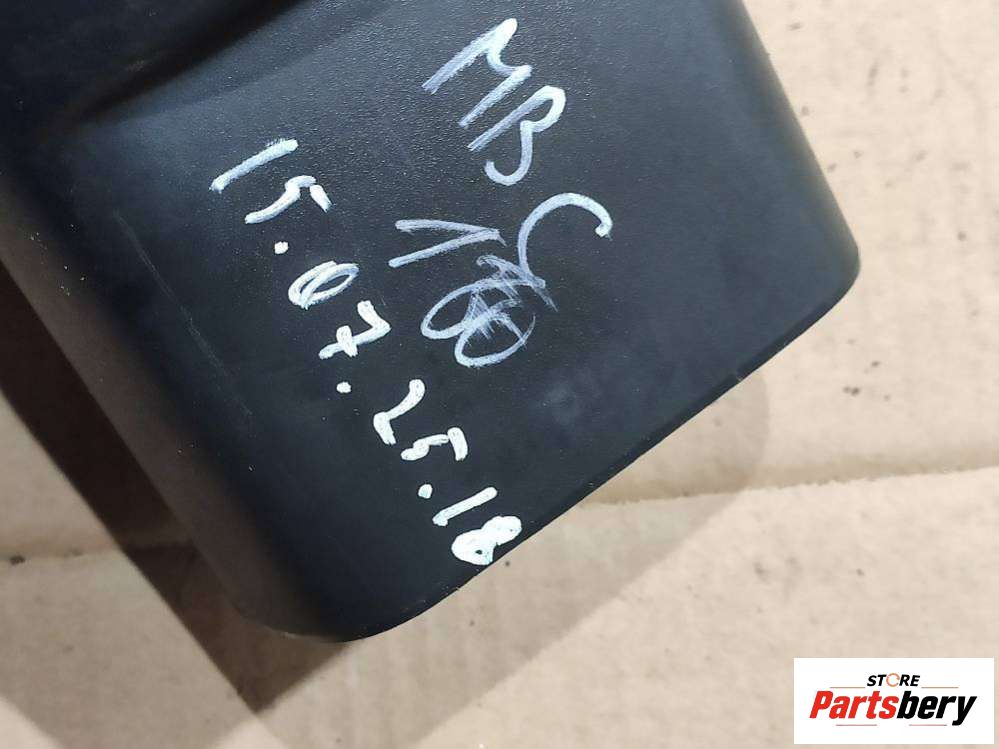 MB C
180
15.07.25.18
STORE
Partsbery